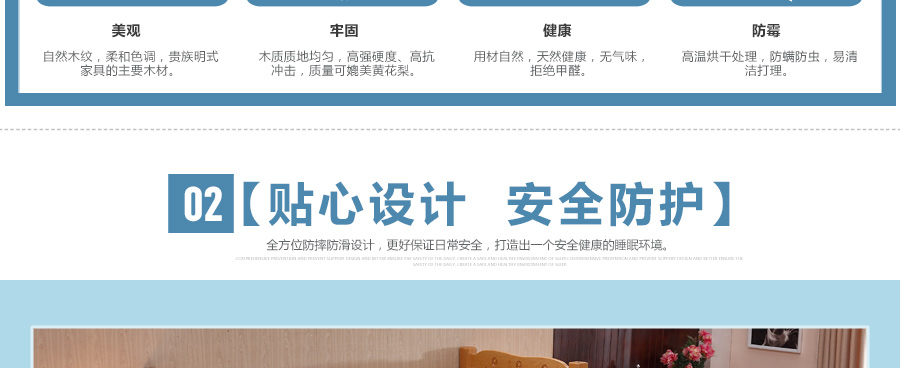 美观
自然木纹，柔和色调，贵族明式
家具的主要木材。
牢固
木质质地均匀，高强硬度、高抗
冲击，质量可媲美黄花梨。
健康
用材自然，天然健康，无气味，
拒绝甲醛。
防霉
高温烘干处理，防螨防虫，易清
洁打理。
02【贴心设计 安全防护】
全方位防摔防滑设计，更好保证日常安全，打造出一个安全健康的睡眠环境。